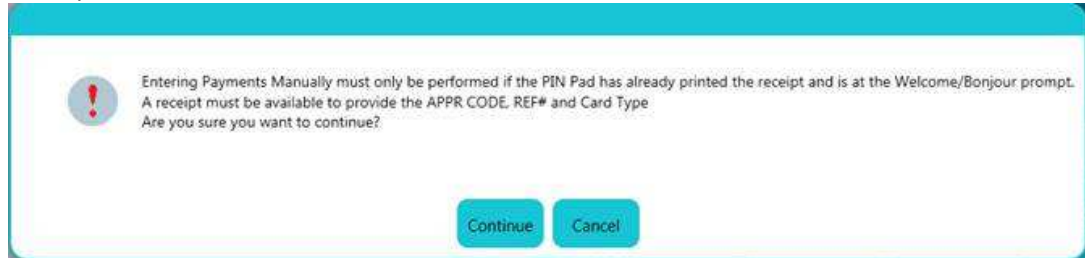 Entering Payments Manually must only be performed if the PIN Pad has already printed the receipt and is at the Welcome/Bonjour prompt.
A receipt must be available to provide the APPR CODE, REF# and Card Type
Are you sure you want to continue?
Continue Cancel